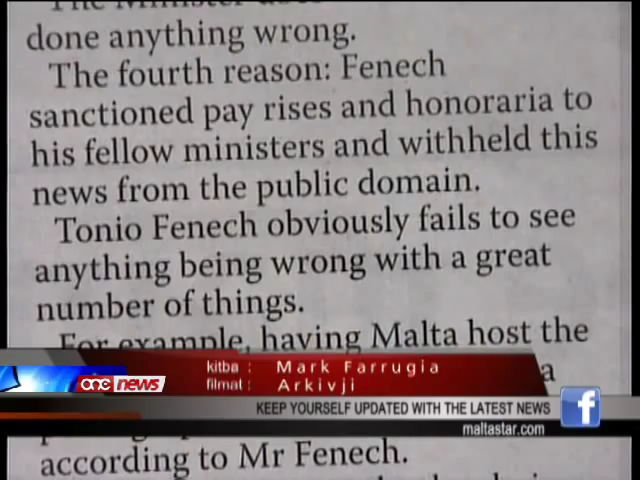 done anything wrong.
The fourth reason: Fenech
sanctioned pay rises and honoraria to
his fellow ministers and withheld this
news from the public domain.
Tonio Fenech obviously fails to see
anything being wrong with a great
number of things.
For example, having Malta host the
a
kitba : Mark Farrugia
filmat : Arkivji
one news
KEEP YOURSELF UPDATED WITH THE LATEST NEWS
f
maltastar.com
according to Mr Fenech.